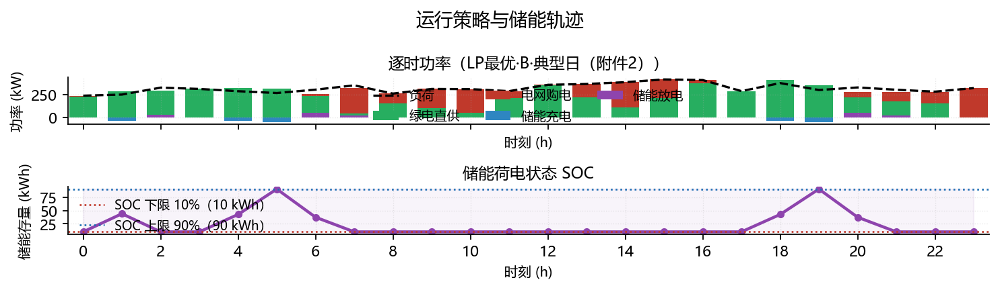 运行策略与储能轨迹
逐时功率（LP最优·B·典型日（附件2））
功率 (kW)
250
0
负荷
绿电直供
电网购电
储能充电
储能放电
时刻 (h)
储能荷电状态 SOC
储能存量 (kWh)
75
50
25
SOC 下限 10%（10 kWh）
SOC 上限 90%（90 kWh）
0 2 4 6 8 10 12 14 16 18 20 22
时刻 (h)